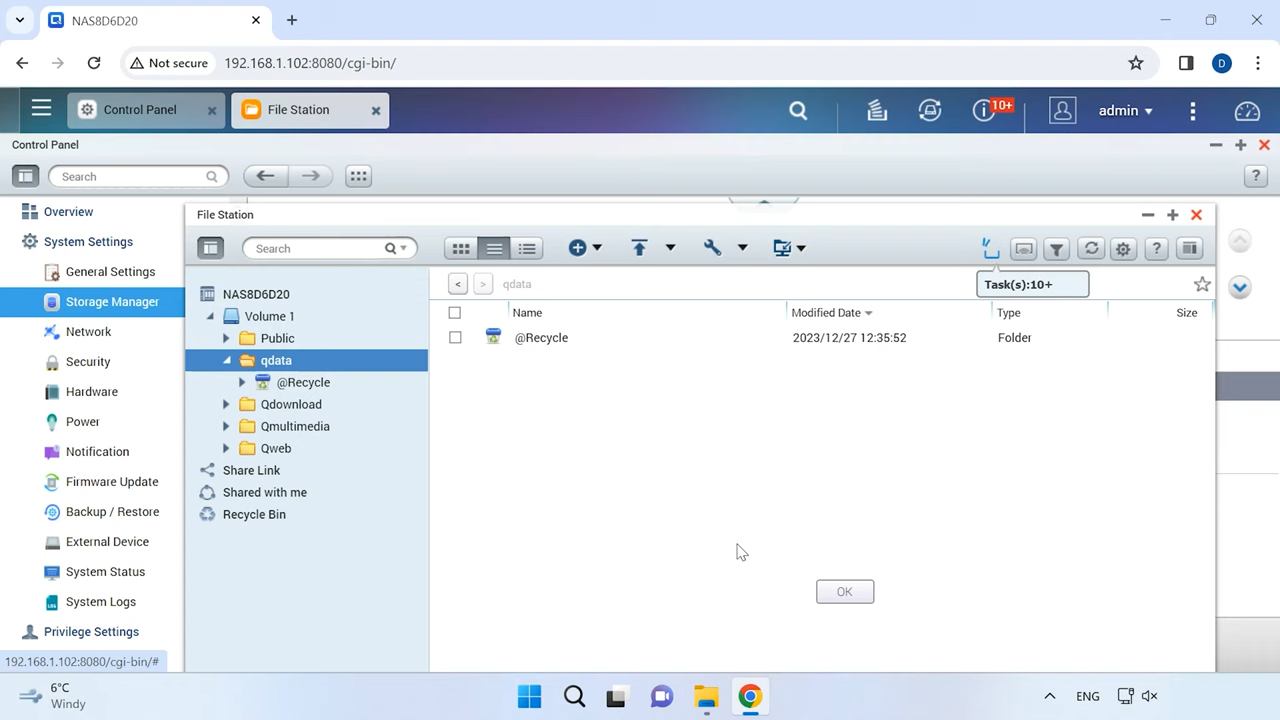 NAS8D6D20
Not secure 192.168.1.102:8080/cgi-bin/ D
Control Panel File Station 10+ admin
Control Panel
Search ?
Overview
System Settings
General Settings
Storage Manager
Network
Security
Hardware
Power
Notification
Firmware Update
Backup / Restore
External Device
System Status
System Logs
Privilege Settings
192.168.1.102:8080/cgi-bin/#
File Station
Search ?
NAS8D6D20
Volume 1
Public
qdata
@Recycle
Qdownload
Qmultimedia
Qweb
Share Link
Shared with me
Recycle Bin
< > qdata
Task(s):10+
Name Modified Date Type Size
@Recycle 2023/12/27 12:35:52 Folder
OK
6°C
Windy
ENG